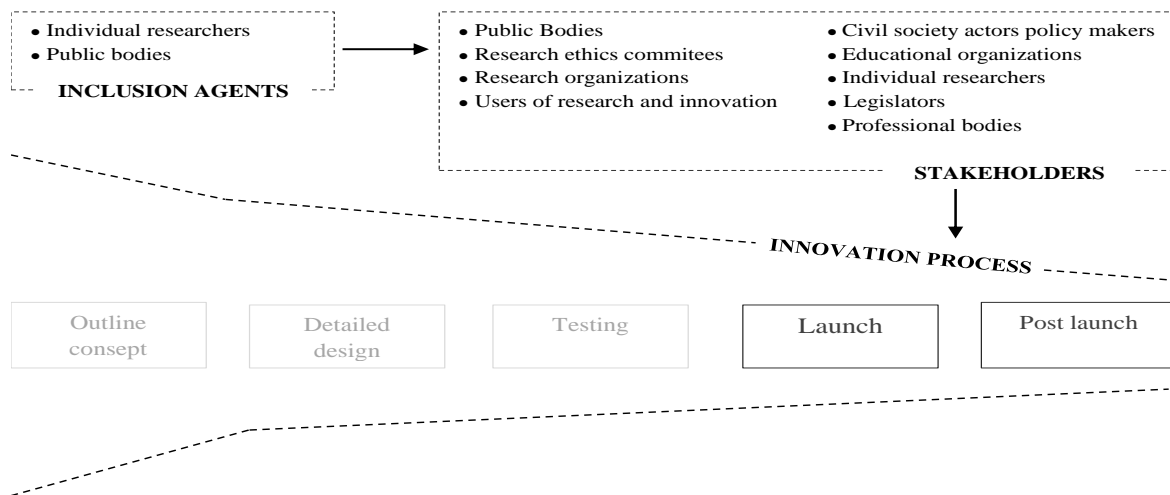 • Individual researchers
• Public bodies
INCLUSION AGENTS
• Public Bodies
• Research ethics commitees
• Research organizations
• Users of research and innovation
• Civil society actors policy makers
• Educational organizations
• Individual researchers
• Legislators
• Professional bodies
STAKEHOLDERS
INNOVATION PROCESS
Outline
consept
Detailed
design
Testing
Launch
Post launch